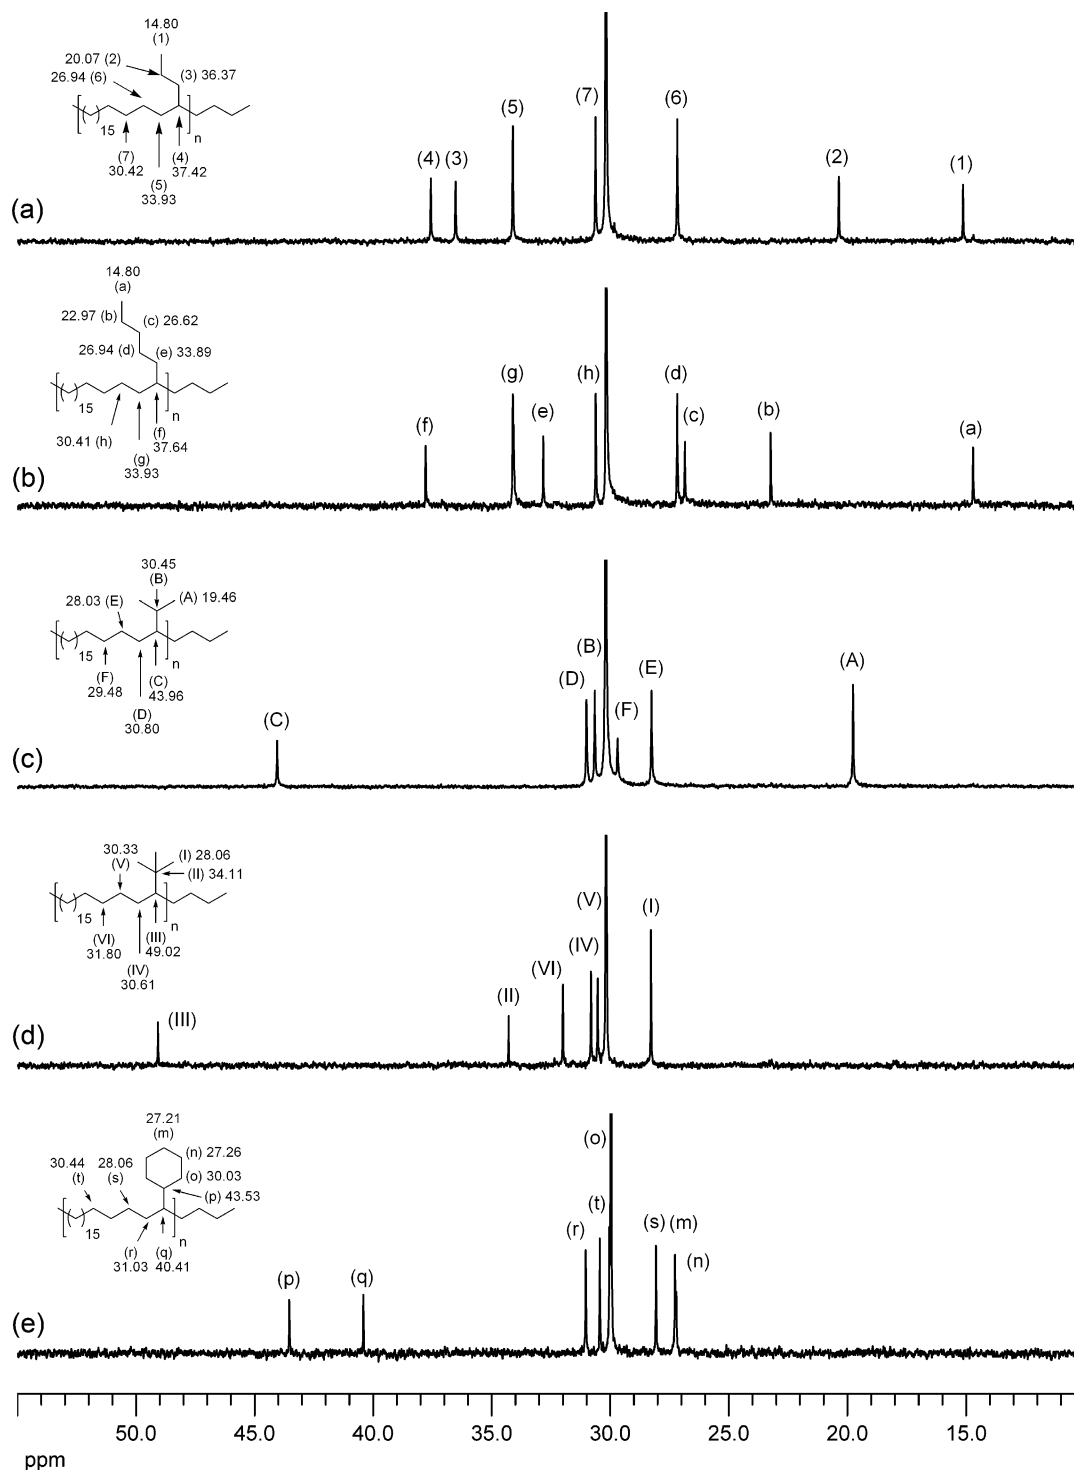 14.80
(1)
20.07 (2)
26.94 (6)
(3) 36.37
15
n
(7)
30.42
(4)
37.42
(5)
33.93
(4) (3) (5) (7) (6) (2) (1)
(a)
14.80
(a)
22.97 (b)
(c) 26.62
26.94 (d)
(e) 33.89
15
n
30.41 (h)
(f)
37.64
(g)
33.93
(f) (g) (e) (h) (d) (c) (b) (a)
(b)
30.45
(B)
(A) 19.46
28.03 (E)
15
n
(F)
29.48
(C)
43.96
(D)
30.80
(C) (D) (B) (F) (E) (A)
(c)
30.33
(V)
(I) 28.06
(II) 34.11
15
n
(VI)
31.80
(III)
49.02
(IV)
30.61
(III) (II) (VI) (IV) (V) (I)
(d)
27.21
(m)
(n) 27.26
30.44
(t)
28.06
(s)
(o) 30.03
(p) 43.53
15
n
(r)
31.03
(q)
40.41
(p) (q) (r) (t) (o) (s) (m) (n)
(e)
50.0 45.0 40.0 35.0 30.0 25.0 20.0 15.0
ppm